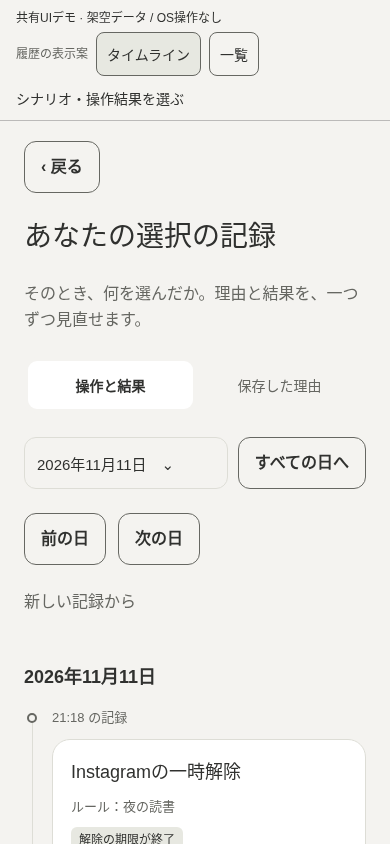 共有UIデモ · 架空データ / OS操作なし
履歴の表示案 タイムライン 一覧
シナリオ・操作結果を選ぶ
‹ 戻る
あなたの選択の記録
そのとき、何を選んだか。理由と結果を、一つ
ずつ見直せます。
操作と結果 保存した理由
2026年11月11日 すべての日へ
前の日 次の日
新しい記録から
2026年11月11日
21:18 の記録
Instagramの一時解除
ルール：夜の読書
解除の期限が終了